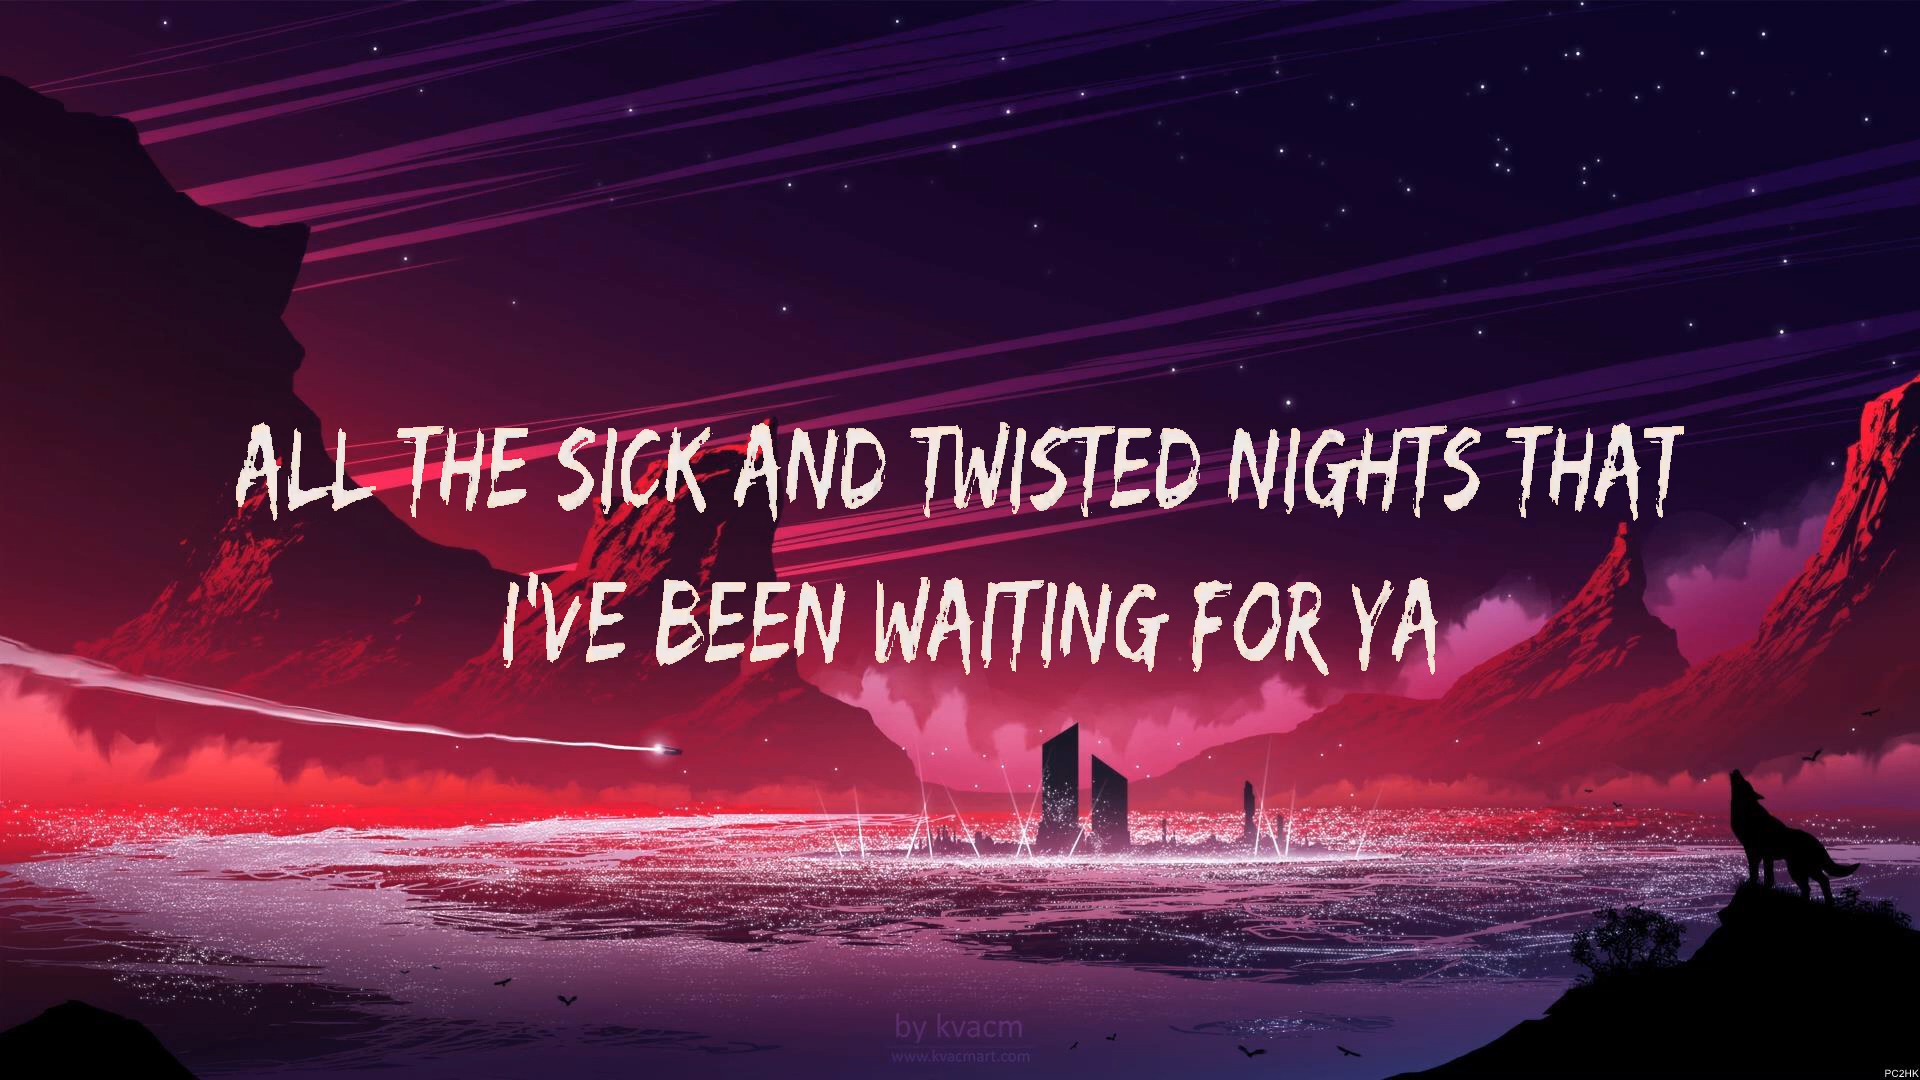 ALL THE SICK AND TWISTED NIGHTS THAT
I'VE BEEN WAITING FOR YA
by kvacm
www.kvacmart.com
PC2HK